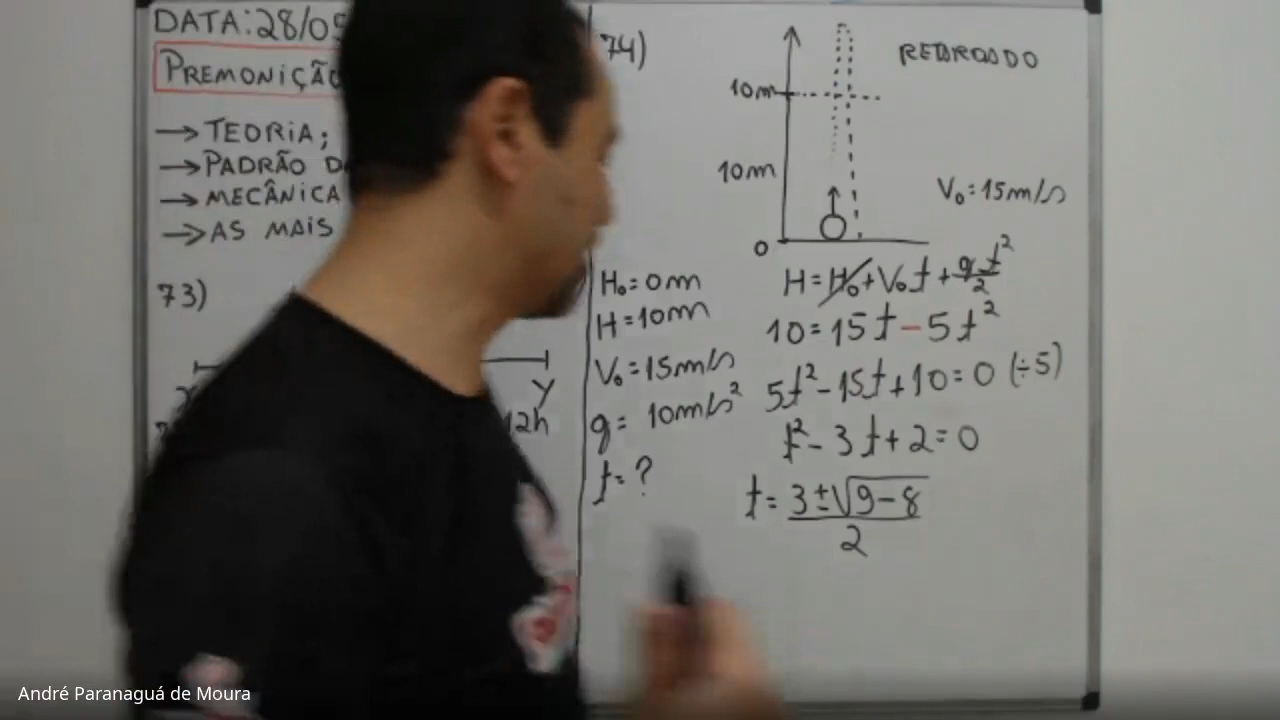 DATA:28/05
PREMONIÇÃO
→ TEORIA;
→ PADRÃO D
→ MECÂNICA
→ AS MAIS
73)
Y
12h
74)
RETARDADO
10m
10m
V₀=15m/s
0
H₀=0m
H=10m
V₀=15m/s
g= 10m/s²
t=?
H=H₀+V₀t+gt²/2
10=15t-5t²
5t²-15t+10=0 (÷5)
t²-3t+2=0
t=3±√9-8
2
André Paranaguá de Moura